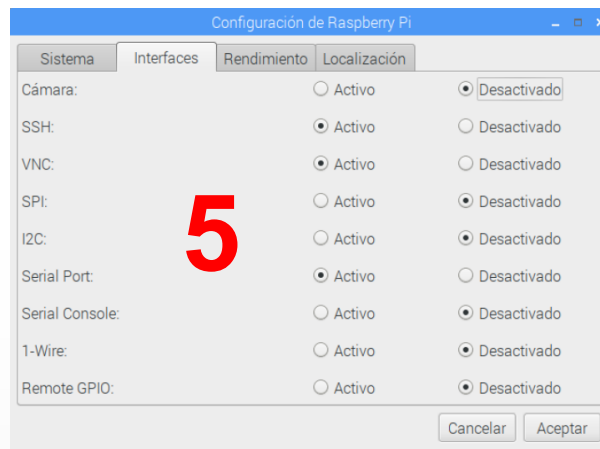 Configuración de Raspberry Pi
Sistema Interfaces Rendimiento Localización
Cámara: Activo Desactivado
SSH: Activo Desactivado
VNC: Activo Desactivado
SPI: Activo Desactivado
I2C: Activo Desactivado
5
Serial Port: Activo Desactivado
Serial Console: Activo Desactivado
1-Wire: Activo Desactivado
Remote GPIO: Activo Desactivado
Cancelar Aceptar